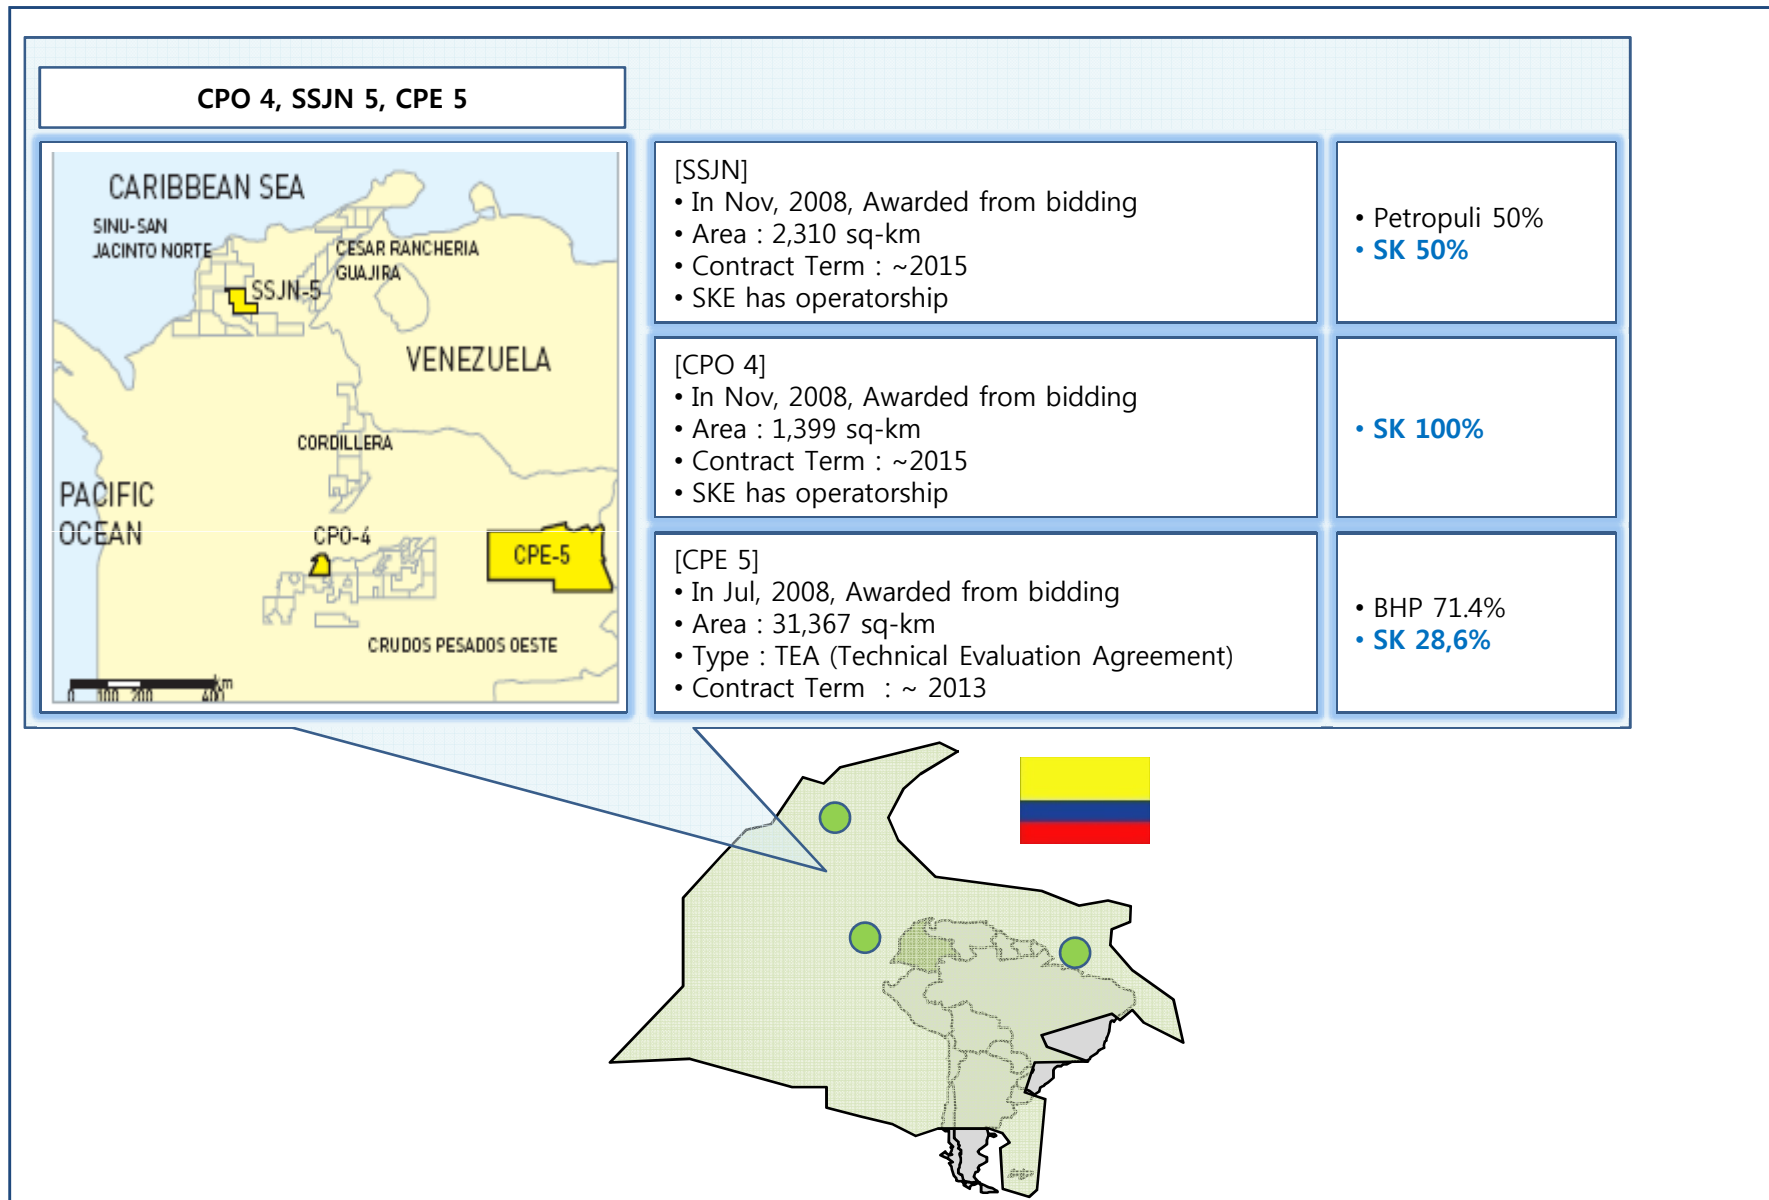 CPO 4, SSJN 5, CPE 5
CARIBBEAN SEA
SINU-SAN
JACINTO NORTE
CESAR RANCHERIA
GUAJIRA
SSJN-5
VENEZUELA
CORDILLERA
PACIFIC
OCEAN
CPO-4
CPE-5
CRUDOS PESADOS OESTE
km
0 100 200 400
[SSJN]
• In Nov, 2008, Awarded from bidding
• Area : 2,310 sq-km
• Contract Term : ~2015
• SKE has operatorship
• Petropuli 50%
• SK 50%
[CPO 4]
• In Nov, 2008, Awarded from bidding
• Area : 1,399 sq-km
• Contract Term : ~2015
• SKE has operatorship
• SK 100%
[CPE 5]
• In Jul, 2008, Awarded from bidding
• Area : 31,367 sq-km
• Type : TEA (Technical Evaluation Agreement)
• Contract Term : ~ 2013
• BHP 71.4%
• SK 28,6%